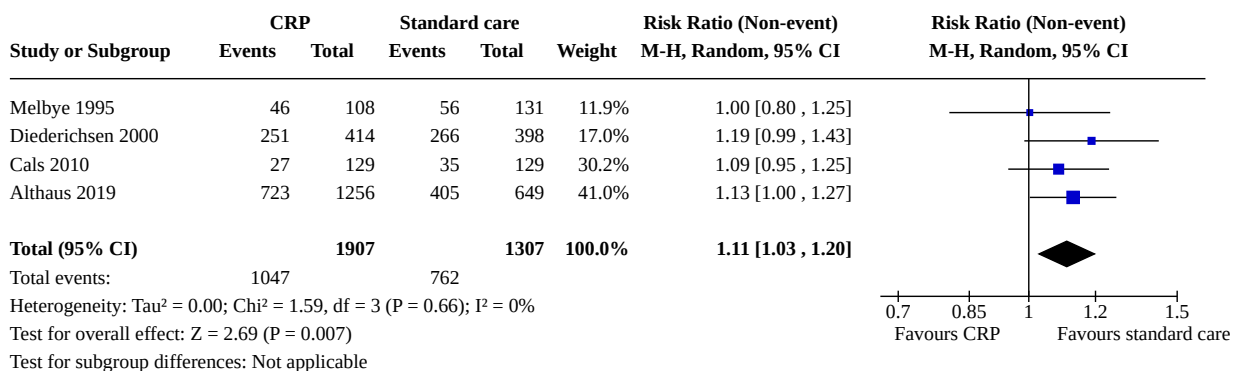 CRP Standard care Risk Ratio (Non-event) Risk Ratio (Non-event)
Study or Subgroup Events Total Events Total Weight M-H, Random, 95% CI M-H, Random, 95% CI
Melbye 1995 46 108 56 131 11.9% 1.00 [0.80 , 1.25]
Diederichsen 2000 251 414 266 398 17.0% 1.19 [0.99 , 1.43]
Cals 2010 27 129 35 129 30.2% 1.09 [0.95 , 1.25]
Althaus 2019 723 1256 405 649 41.0% 1.13 [1.00 , 1.27]
Total (95% CI) 1907 1307 100.0% 1.11 [1.03 , 1.20]
Total events: 1047 762
Heterogeneity: Tau² = 0.00; Chi² = 1.59, df = 3 (P = 0.66); I² = 0%
0.7 0.85 1 1.2 1.5
Test for overall effect: Z = 2.69 (P = 0.007)
Favours CRP Favours standard care
Test for subgroup differences: Not applicable